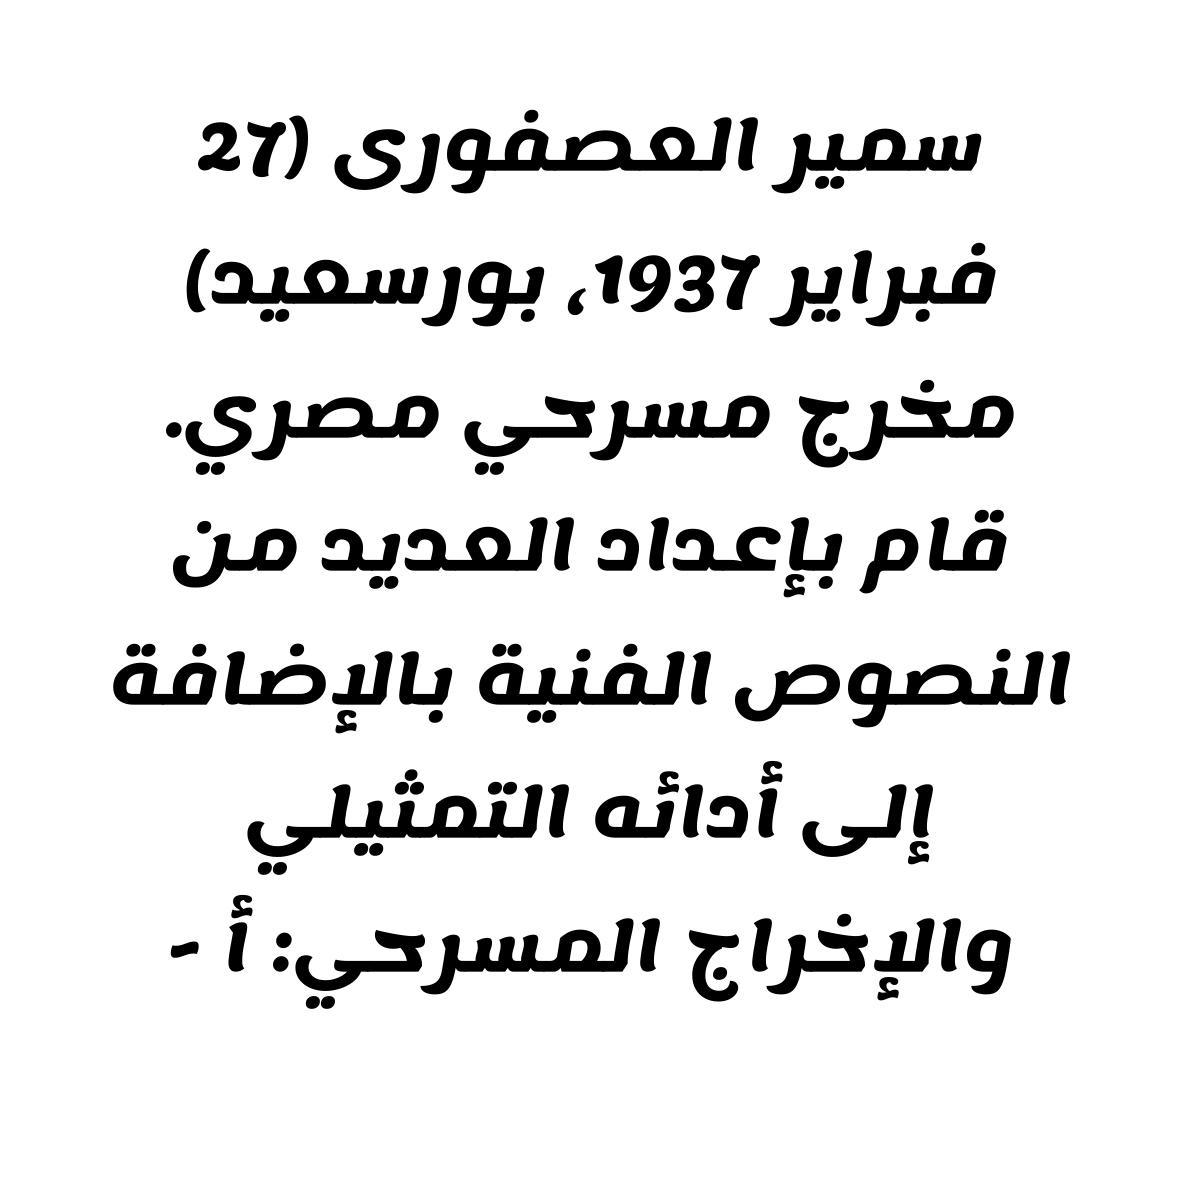 سمير العصفورى (27
فبراير 1937، بورسعيد)
مخرج مسرحي مصري.
قام بإعداد العديد من
النصوص الفنية بالإضافة
إلى أدائه التمثيلي
والإخراج المسرحي: أ -